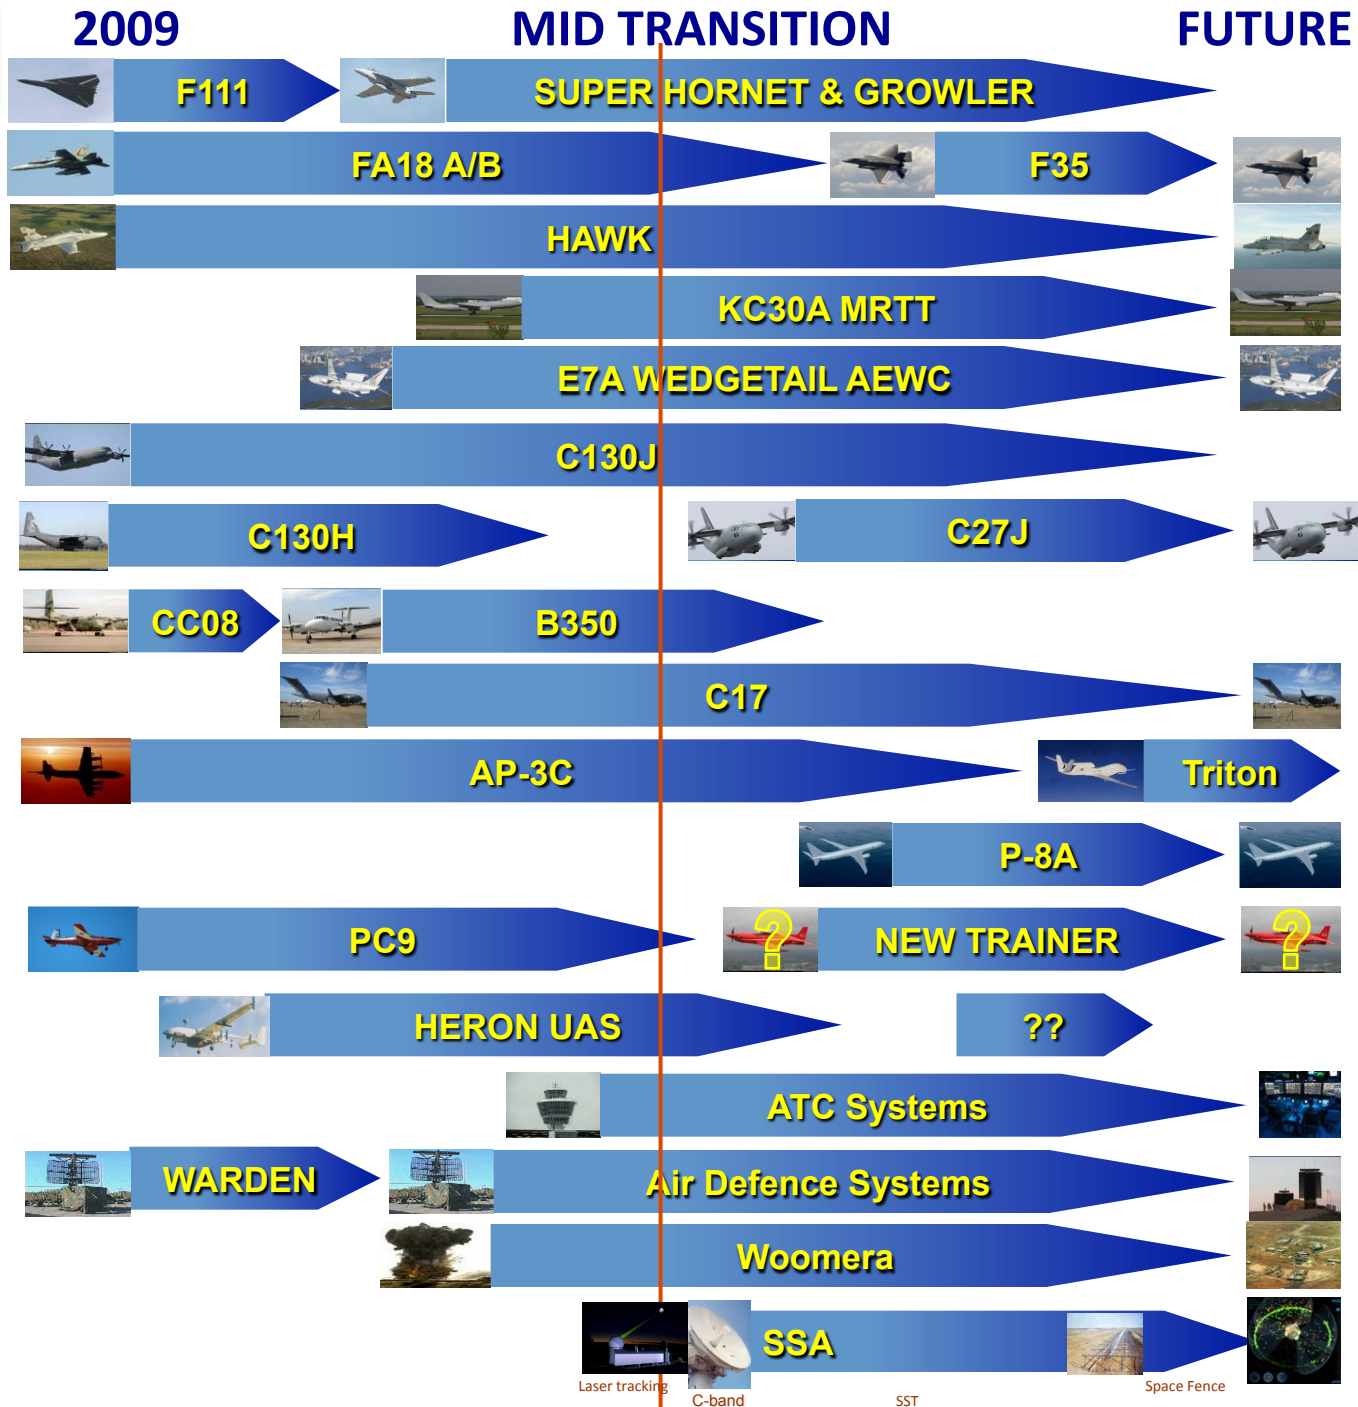 2009 MID TRANSITION FUTURE
F111 SUPER HORNET & GROWLER
FA18 A/B F35
HAWK
KC30A MRTT
E7A WEDGETAIL AEWC
C130J
C130H C27J
CC08 B350
C17
AP-3C Triton
P-8A
PC9 ? NEW TRAINER ?
HERON UAS ??
ATC Systems
WARDEN Air Defence Systems
Woomera
SSA
Laser tracking C-band SST Space Fence